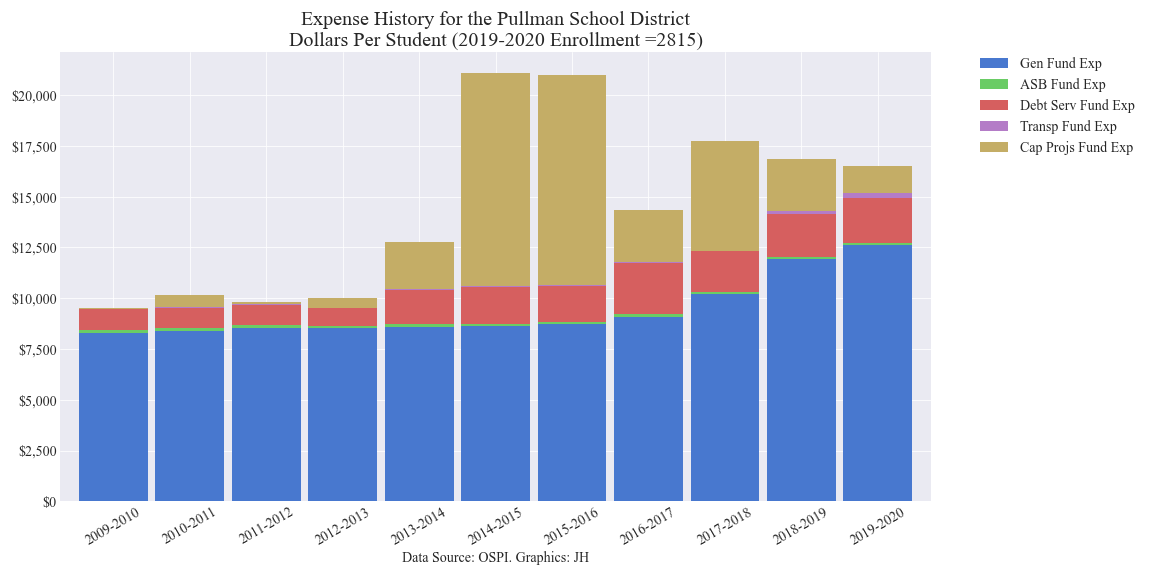 Expense History for the Pullman School District
Dollars Per Student (2019-2020 Enrollment =2815)
Gen Fund Exp
ASB Fund Exp
Debt Serv Fund Exp
Transp Fund Exp
Cap Projs Fund Exp
$20,000
$17,500
$15,000
$12,500
$10,000
$7,500
$5,000
$2,500
$0
2009-2010
2010-2011
2011-2012
2012-2013
2013-2014
2014-2015
2015-2016
2016-2017
2017-2018
2018-2019
2019-2020
Data Source: OSPI. Graphics: JH